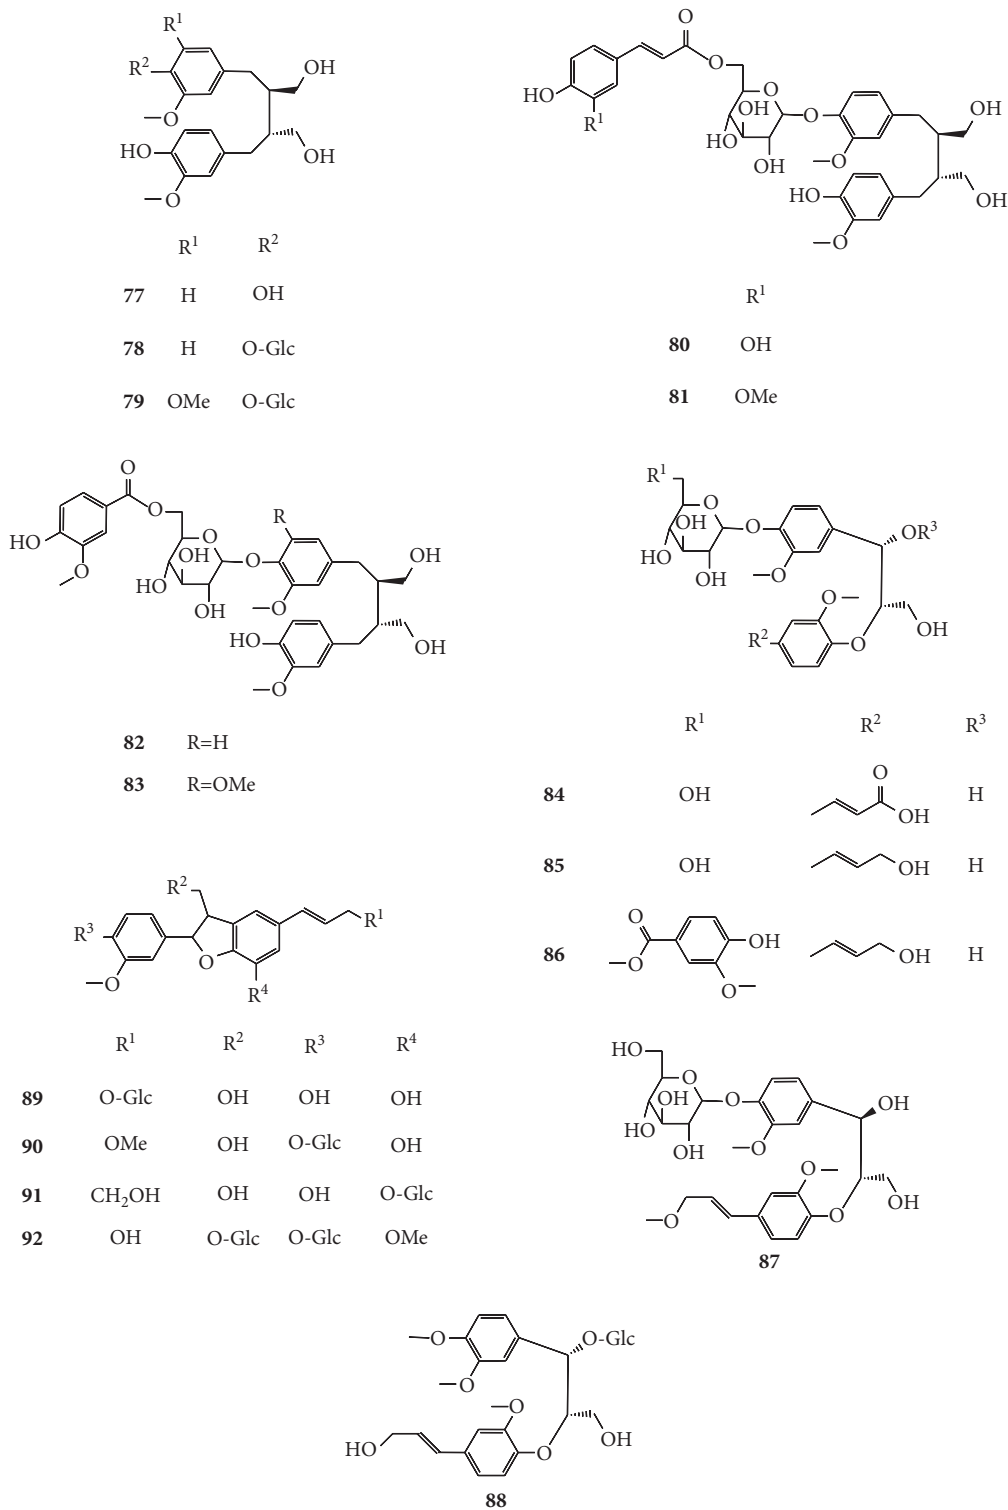 R¹
R²
O
HO
O
OH
OH
R¹ R²
77 H OH
78 H O-Glc
79 OMe O-Glc
O
O
HO
R¹
O
OH
HO
OH
O
O
HO
O
OH
OH
R¹
80 OH
81 OMe
O
O
HO
O
O
OH
HO
OH
O
R
O
HO
O
OH
OH
82 R=H
83 R=OMe
R¹
O
OH
HO
OH
O
O
OR³
O
R²
O
OH
R¹ R² R³
84 OH O OH H
85 OH OH H
86 O O OH O OH H
R²
R³
O
O
R⁴
R¹
R¹ R² R³ R⁴
89 O-Glc OH OH OH
90 OMe OH O-Glc OH
91 CH₂OH OH OH O-Glc
92 OH O-Glc O-Glc OMe
HO
O
OH
HO
OH
O
O
OH
O
O
O
OH
87
O
O
O-Glc
O
HO
O
OH
88